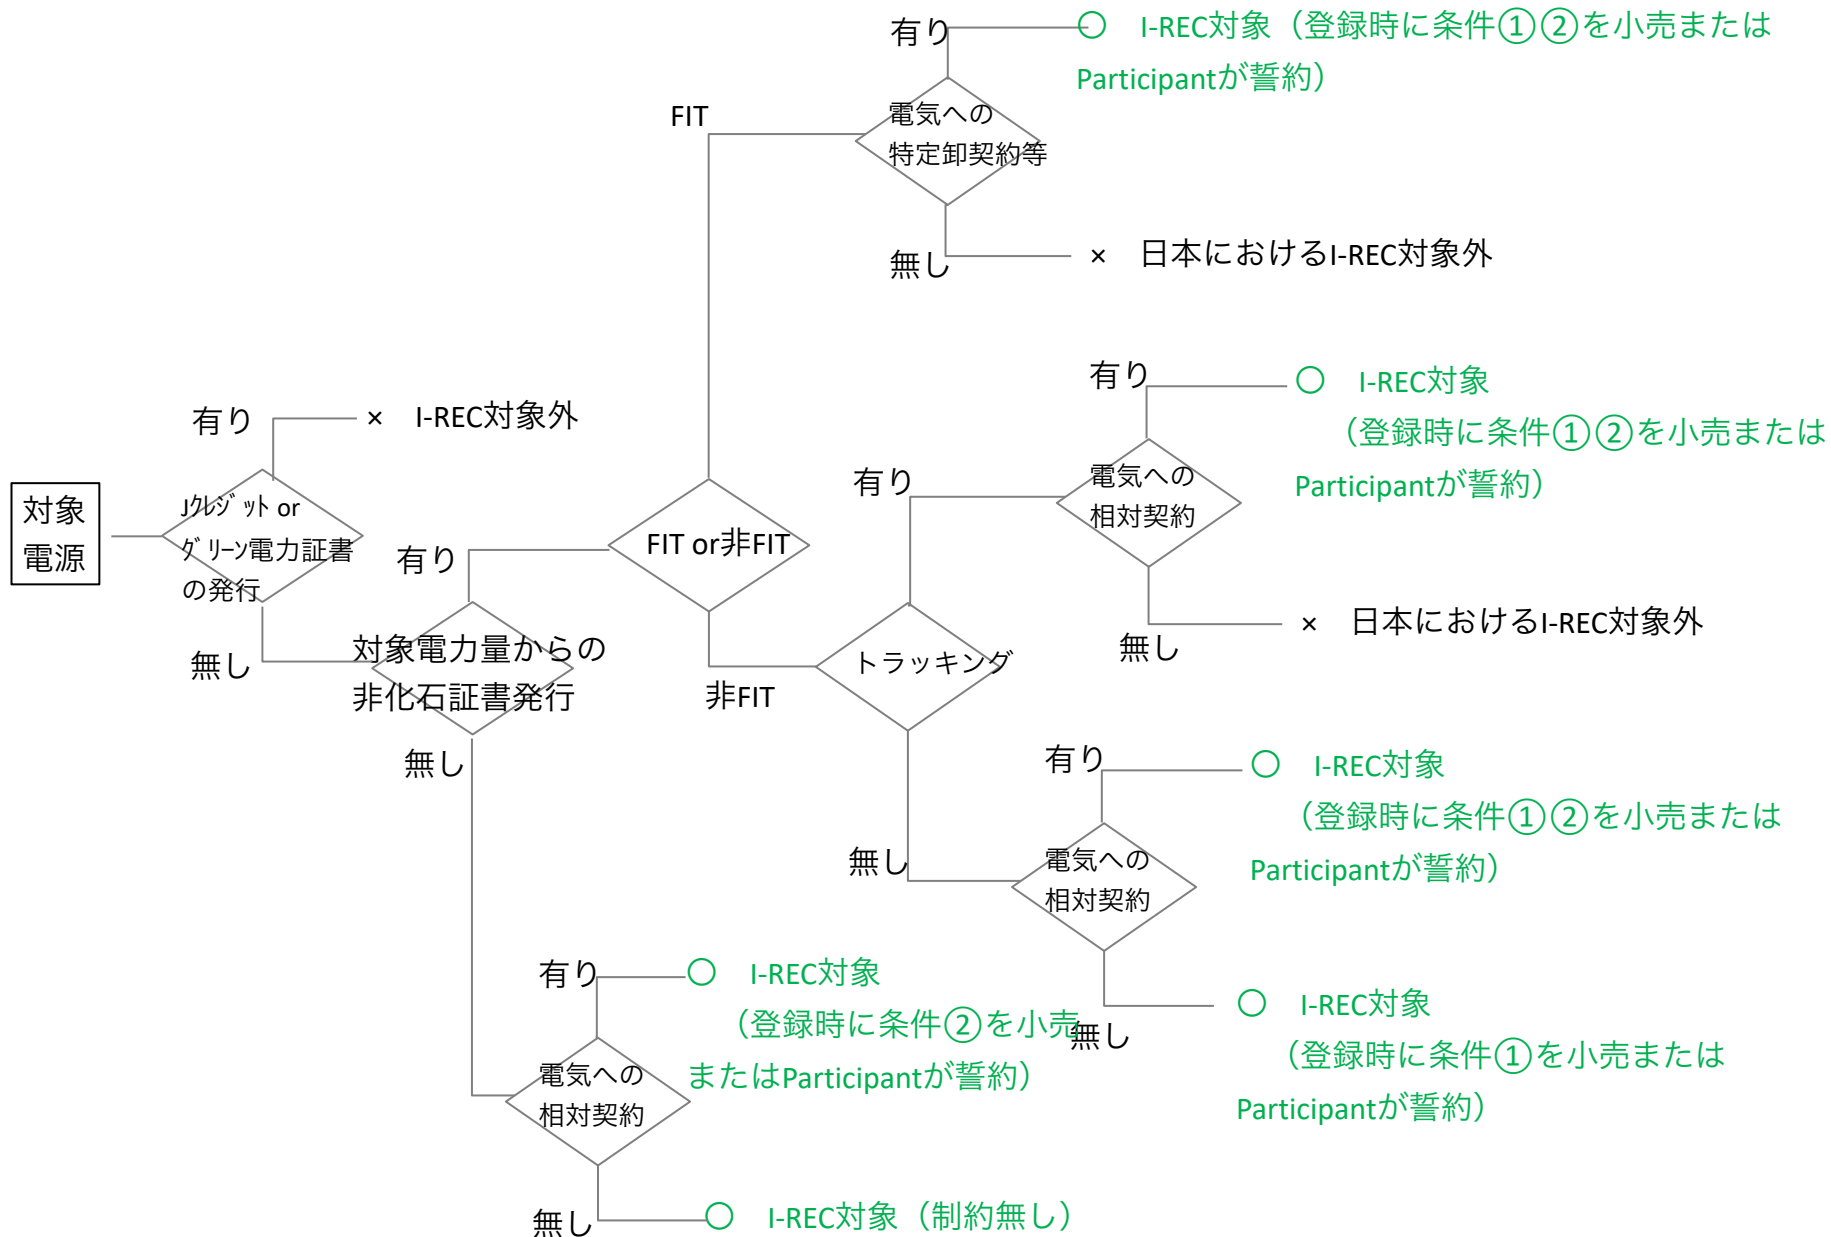 有り
〇 I-REC対象（登録時に条件①②を小売または
Participantが誓約）
FIT
電気への
特定卸契約等
無し
× 日本におけるI-REC対象外
有り
〇 I-REC対象
（登録時に条件①②を小売または
Participantが誓約）
有り
× I-REC対象外
電気への
相対契約
有り
対象
電源
Jｸﾚｼﾞｯﾄ or
ｸﾞﾘｰﾝ電力証書
の発行
FIT or非FIT
有り
× 日本におけるI-REC対象外
無し
対象電力量からの
非化石証書発行
トラッキング
無し
非FIT
無し
有り
〇 I-REC対象
（登録時に条件①②を小売または
Participantが誓約）
無し
電気への
相対契約
有り
〇 I-REC対象
（登録時に条件②を小売
またはParticipantが誓約）
無し
〇 I-REC対象
（登録時に条件①を小売または
Participantが誓約）
電気への
相対契約
無し
〇 I-REC対象（制約無し）